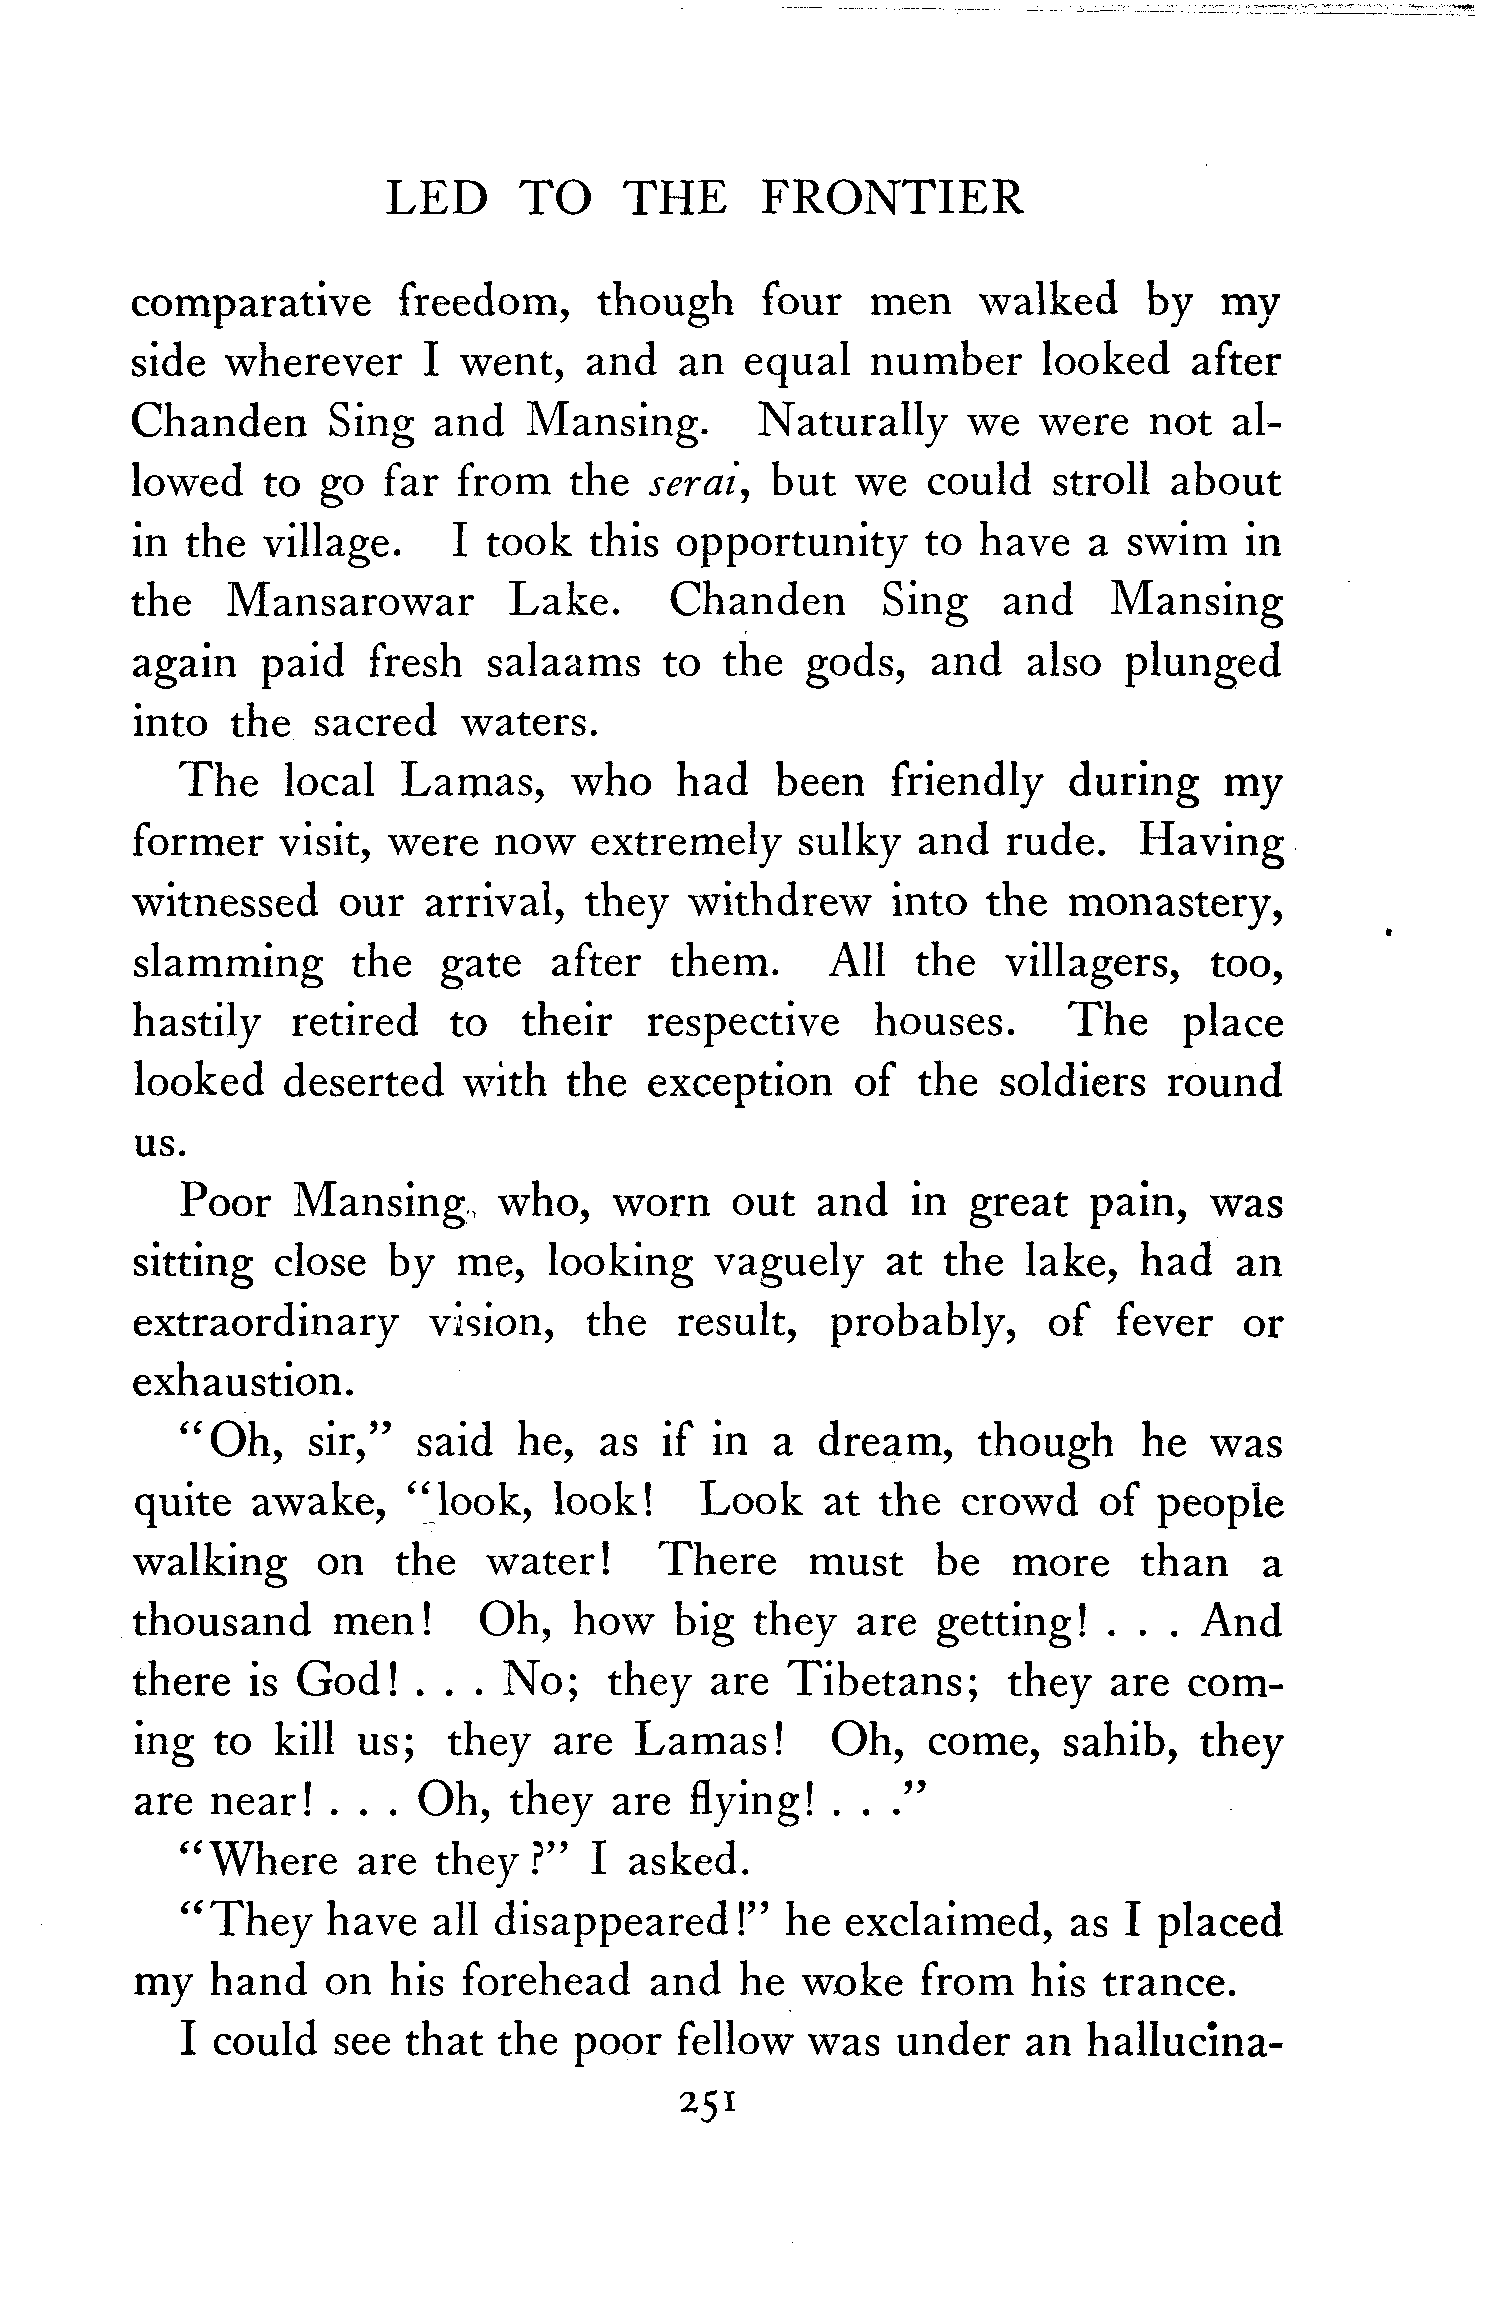 LED TO THE FRONTIER
comparative freedom, though four men walked by my
side wherever I went, and an equal number looked after
Chanden Sing and Mansing. Naturally we were not al-
lowed to go far from the serai, but we could stroll about
in the village. I took this opportunity to have a swim in
the Mansarowar Lake. Chanden Sing and Mansing
again paid fresh salaams to the gods, and also plunged
into the sacred waters.
The local Lamas, who had been friendly during my
former visit, were now extremely sulky and rude. Having
witnessed our arrival, they withdrew into the monastery,
slamming the gate after them. All the villagers, too,
hastily retired to their respective houses. The place
looked deserted with the exception of the soldiers round
us.
Poor Mansing, who, worn out and in great pain, was
sitting close by me, looking vaguely at the lake, had an
extraordinary vision, the result, probably, of fever or
exhaustion.
"Oh, sir," said he, as if in a dream, though he was
quite awake, "look, look! Look at the crowd of people
walking on the water! There must be more than a
thousand men! Oh, how big they are getting! . . . And
there is God! . . . No; they are Tibetans; they are com-
ing to kill us; they are Lamas! Oh, come, sahib, they
are near! . . . Oh, they are flying! . . ."
"Where are they?" I asked.
"They have all disappeared!" he exclaimed, as I placed
my hand on his forehead and he woke from his trance.
I could see that the poor fellow was under an hallucina-
251